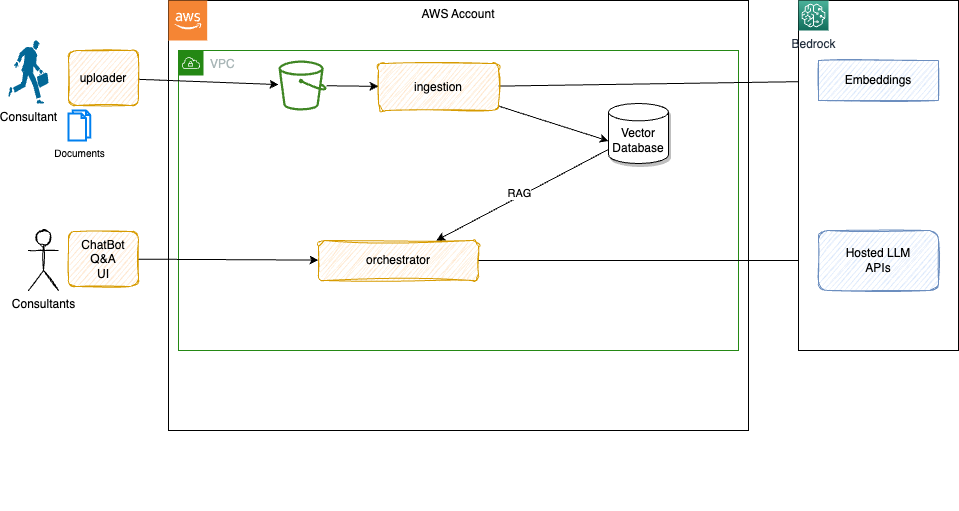 AWS Account
aws
Bedrock
VPC
uploader
ingestion
Embeddings
Consultant
Documents
Vector
Database
RAG
ChatBot
Q&A
UI
orchestrator
Hosted LLM
APIs
Consultants